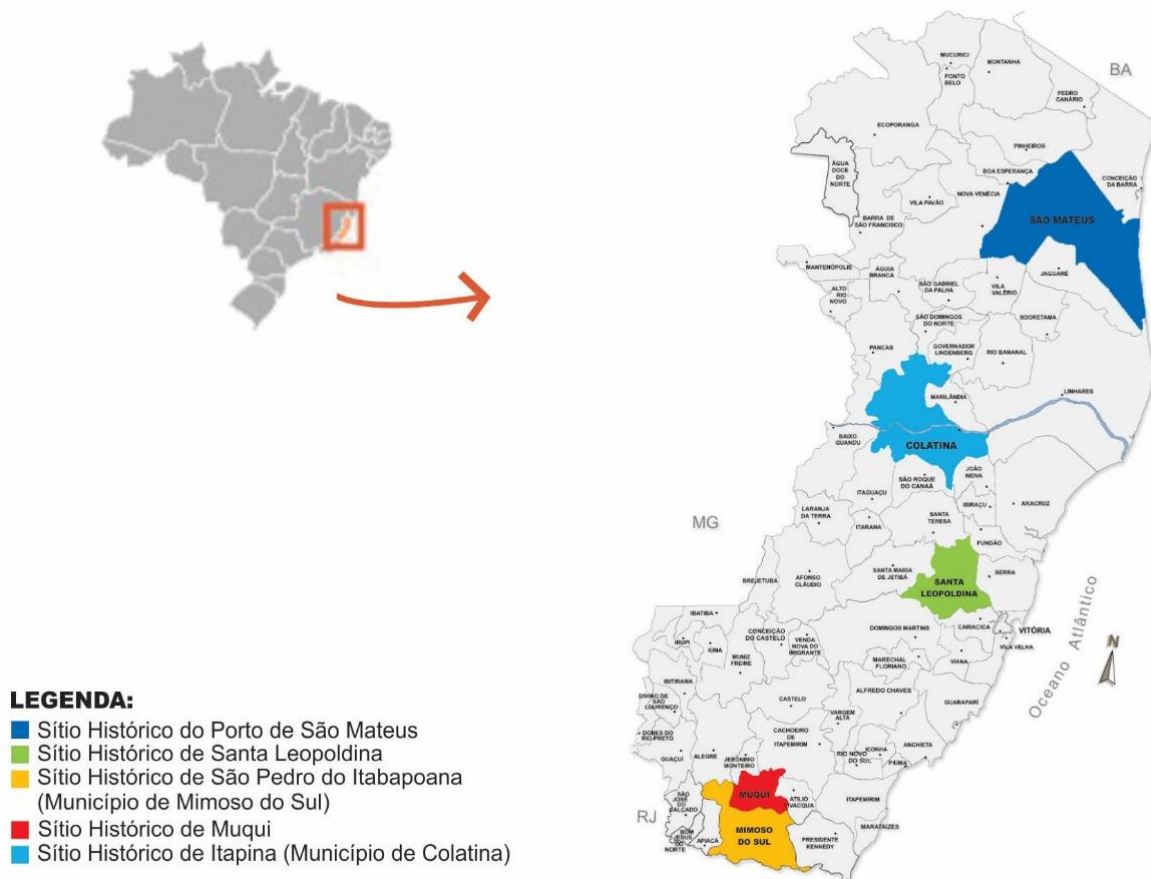 MUCURICI
MONTANHA
BA
PONTO
BELO
PEDRO
CANÁRIO
ECOPORANGA
PINHEIROS
ÁGUA
DOCE
DO
NORTE
BOA ESPERANÇA
CONCEIÇÃO
DA BARRA
VILA PAVÃO
NOVA VENÉCIA
BARRA DE
SÃO FRANCISCO
SÃO MATEUS
MANTENÓPOLIS
ÁGUIA
BRANCA
JAGUARÉ
ALTO
RIO
NOVO
SÃO GABRIEL
DA PALHA
VILA
VALÉRIO
SÃO DOMINGOS
DO NORTE
SOORETAMA
PANCAS
GOVERNADOR
LINDENBERG
RIO BANANAL
MARILÂNDIA
LINHARES
BAIXO
GUANDU
COLATINA
SÃO ROQUE
DO CANAÃ
JOÃO
NEIVA
ITAGUAÇU
IBIRAÇU
ARACRUZ
LARANJA
DA TERRA
ITARANA
SANTA
TERESA
MG
FUNDÃO
SANTA MARIA
DE JETIBÁ
SERRA
BREJETUBA
AFONSO
CLÁUDIO
SANTA
LEOPOLDINA
IBATIBA
CONCEIÇÃO
DO CASTELO
DOMINGOS MARTINS
CARIACICA
VITÓRIA
IRUPI
IÚNA
VENDA
NOVA DO
IMIGRANTE
VILA VELHA
Oceano Atlântico
N
MUNIZ
FREIRE
MARECHAL
FLORIANO
VIANA
IBITIRAMA
ALFREDO CHAVES
DIVINO DE
SÃO
LOURENÇO
CASTELO
GUARAPARI
VARGEM
ALTA
DORES DO
RIO PRETO
CACHOEIRO
DE
ITAPEMIRIM
ANCHIETA
GUAÇUÍ
ALEGRE
JERÔNIMO
MONTEIRO
RIO NOVO
DO SUL
ICONHA
PIÚMA
SÃO
JOSÉ DO
CALÇADO
MUQUI
ATILIO
VIVACQUA
ITAPEMIRIM
RJ
BOM
JESUS DO
NORTE
APIACÁ
MIMOSO
DO SUL
PRESIDENTE
KENNEDY
MARATAÍZES
LEGENDA:
Sítio Histórico do Porto de São Mateus
Sítio Histórico de Santa Leopoldina
Sítio Histórico de São Pedro do Itabapoana
(Município de Mimoso do Sul)
Sítio Histórico de Muqui
Sítio Histórico de Itapina (Município de Colatina)